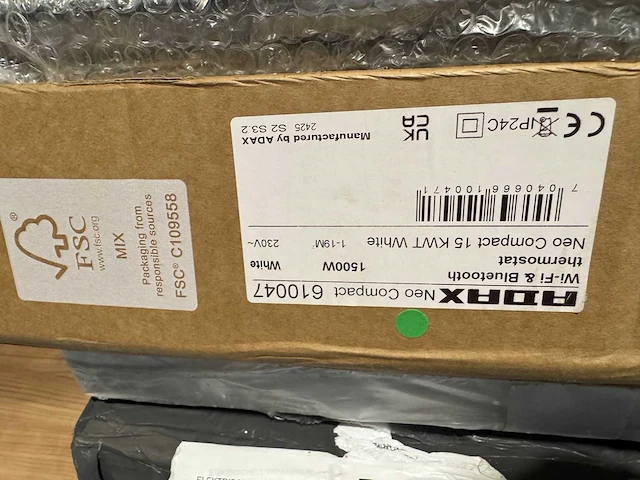 ADAX Neo Compact 610047
Wi-Fi & Bluetooth
thermostat
1500W
White
Neo Compact 15 KWT White
1-19M
230V~
7 040666 100471
CE
IP24C
UK
CA
Manufactured by ADAX
2425 S2 S3.2
®
FSC
www.fsc.org
MIX
Packaging from
responsible sources
FSC® C109558